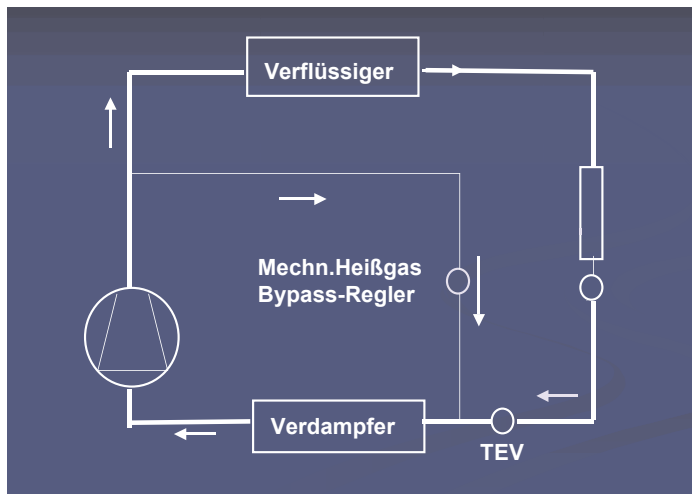 Verflüssiger
Mechn.Heißgas
Bypass-Regler
Verdampfer
TEV